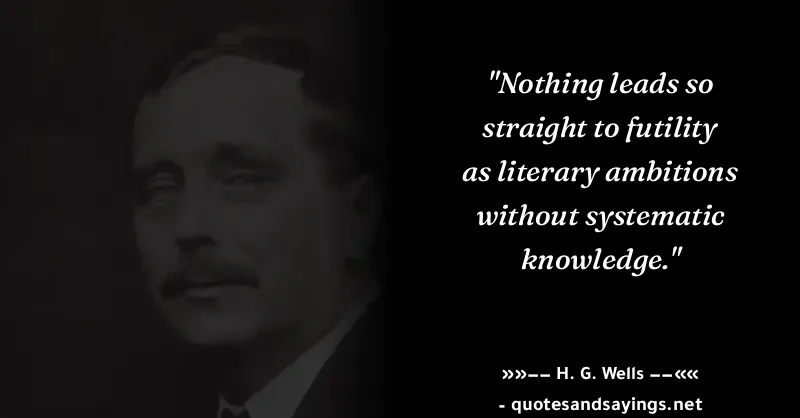 "Nothing leads so
straight to futility
as literary ambitions
without systematic
knowledge."
»»−− H. G. Wells −−««
- quotesandsayings.net